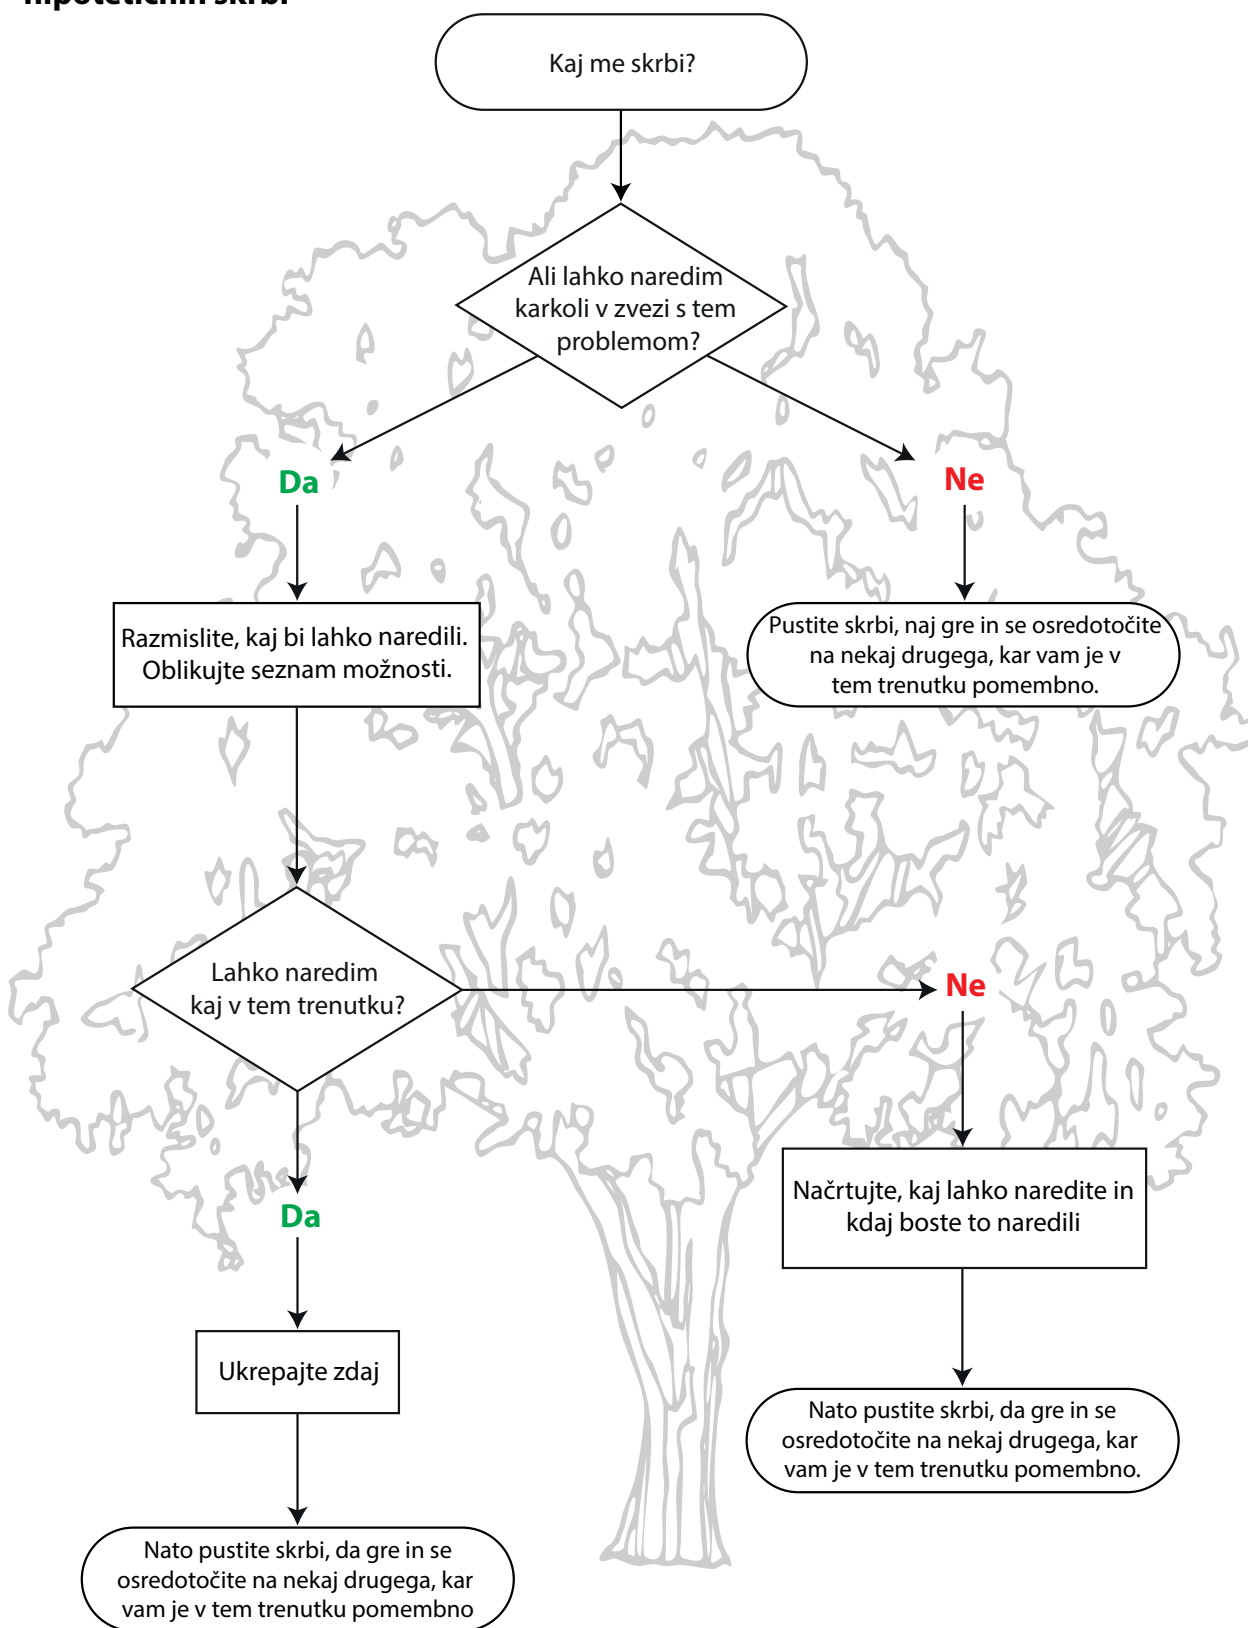 hipotetičnih skrbi
Kaj me skrbi?
Ali lahko naredim
karkoli v zvezi s tem
problemom?
Da
Ne
Razmislite, kaj bi lahko naredili.
Oblikujte seznam možnosti.
Pustite skrbi, naj gre in se osredotočite
na nekaj drugega, kar vam je v
tem trenutku pomembno.
Lahko naredim
kaj v tem trenutku?
Ne
Da
Načrtujte, kaj lahko naredite in
kdaj boste to naredili
Ukrepajte zdaj
Nato pustite skrbi, da gre in se
osredotočite na nekaj drugega, kar
vam je v tem trenutku pomembno.
Nato pustite skrbi, da gre in se
osredotočite na nekaj drugega, kar
vam je v tem trenutku pomembno